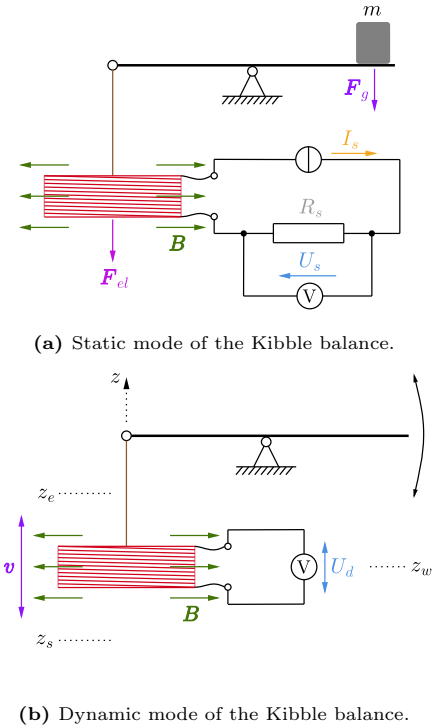 m
F_g
I_s
R_s
U_s
B
V
F_el
(a) Static mode of the Kibble balance.
z
z_e
v
V
U_d
z_w
B
z_s
(b) Dynamic mode of the Kibble balance.